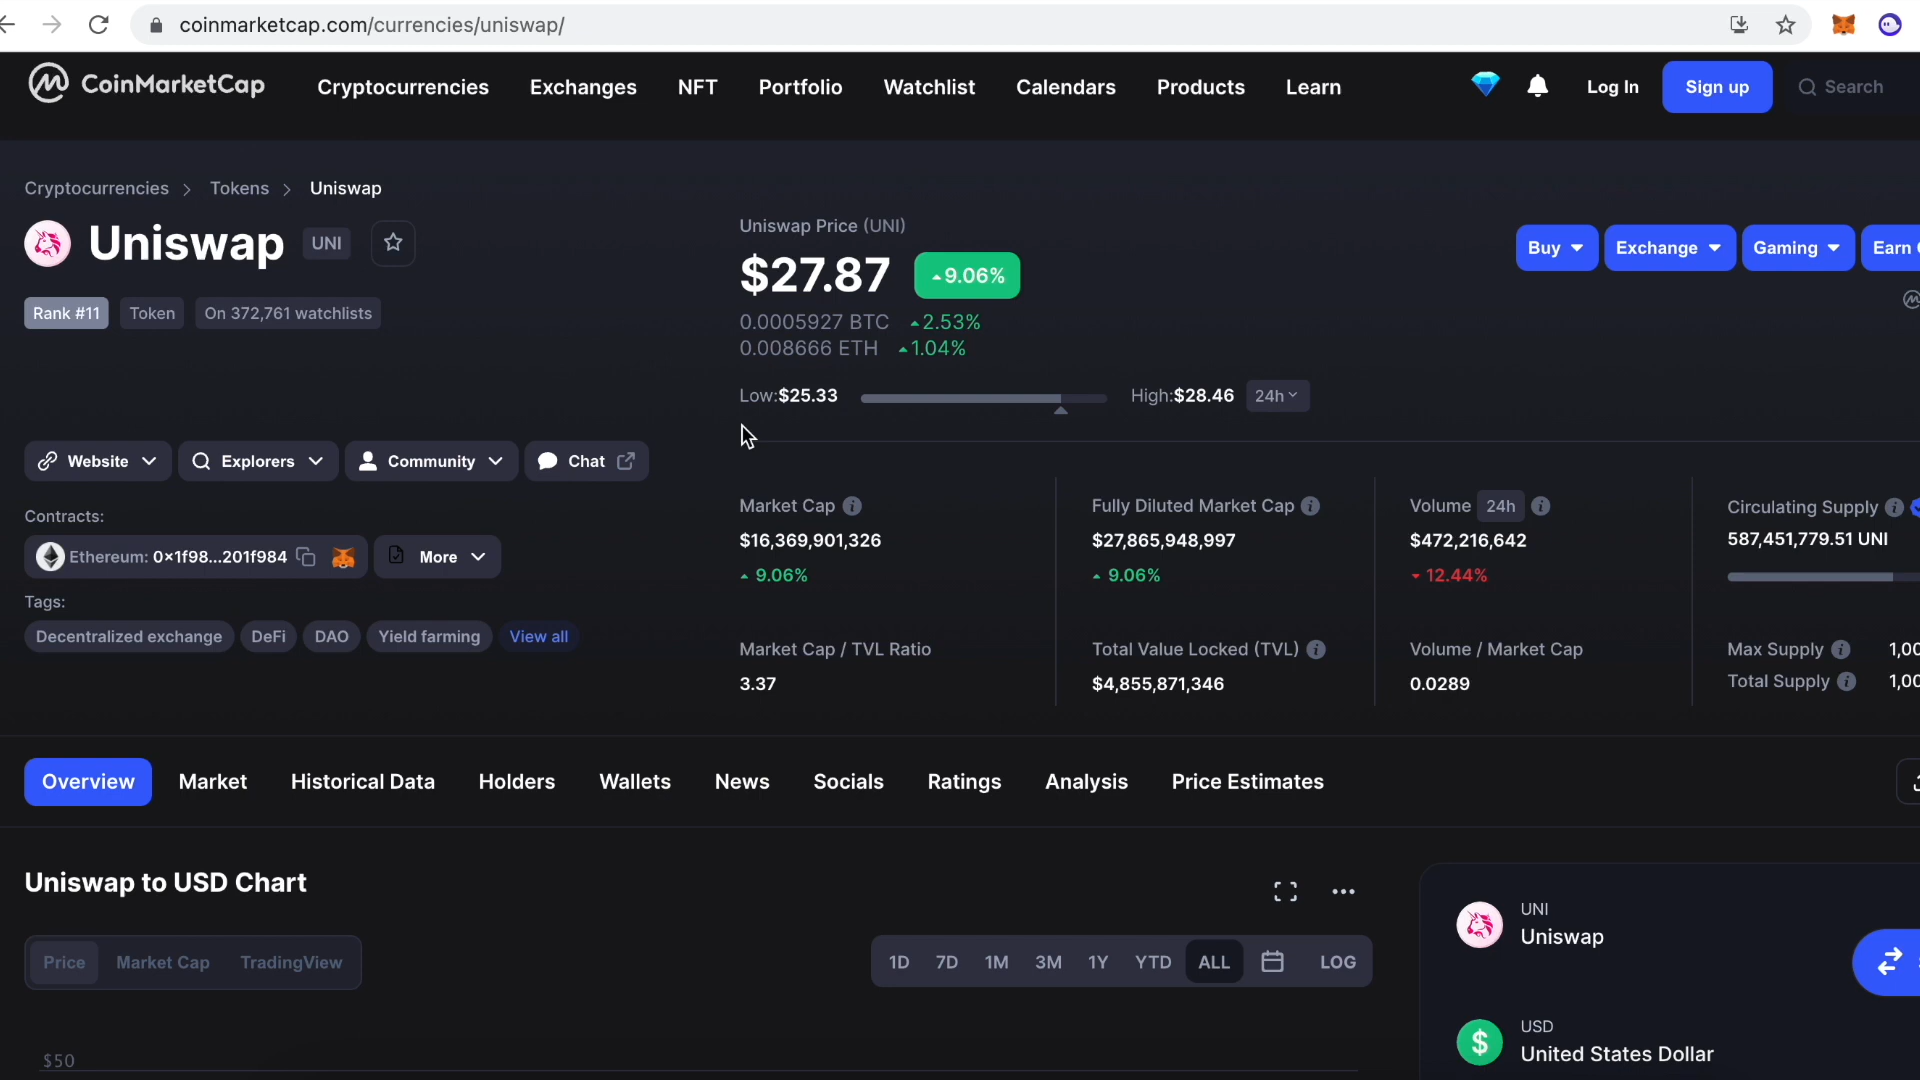 coinmarketcap.com/currencies/uniswap/
CoinMarketCap Cryptocurrencies Exchanges NFT Portfolio Watchlist Calendars Products Learn Log In Sign up Search
Cryptocurrencies > Tokens > Uniswap
Uniswap UNI
Rank #11 Token On 372,761 watchlists
Uniswap Price (UNI)
$27.87 9.06%
0.0005927 BTC 2.53%
0.008666 ETH 1.04%
Low:$25.33 High:$28.46 24h
Buy Exchange Gaming Earn
Website Explorers Community Chat
Contracts:
Ethereum: 0x1f98...201f984 More
Tags:
Decentralized exchange DeFi DAO Yield farming View all
Market Cap
$16,369,901,326
9.06%
Fully Diluted Market Cap
$27,865,948,997
9.06%
Volume 24h
$472,216,642
12.44%
Circulating Supply
587,451,779.51 UNI
Market Cap / TVL Ratio
3.37
Total Value Locked (TVL)
$4,855,871,346
Volume / Market Cap
0.0289
Max Supply 1,00
Total Supply 1,00
Overview Market Historical Data Holders Wallets News Socials Ratings Analysis Price Estimates
Uniswap to USD Chart
Price Market Cap TradingView
1D 7D 1M 3M 1Y YTD ALL LOG
$50
UNI
Uniswap
USD
United States Dollar